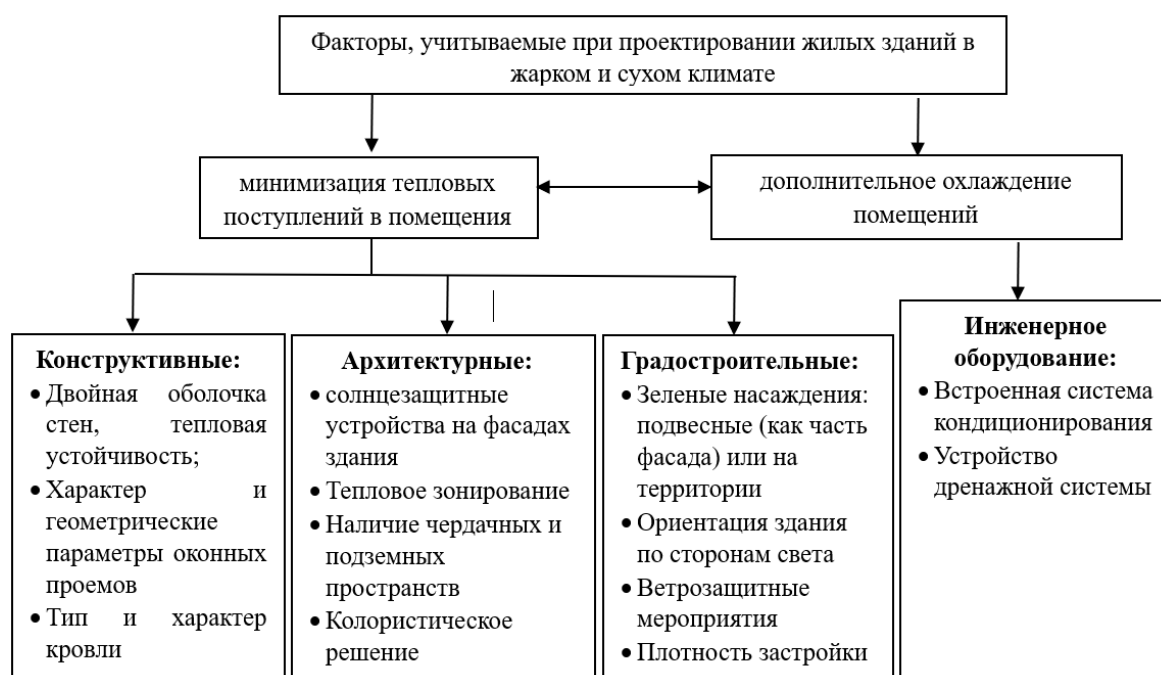 Факторы, учитываемые при проектировании жилых зданий в
жарком и сухом климате
минимизация тепловых
поступлений в помещения
дополнительное охлаждение
помещений
Конструктивные:
• Двойная оболочка
стен, тепловая
устойчивость;
• Характер и
геометрические
параметры оконных
проемов
• Тип и характер
кровли
Архитектурные:
• солнцезащитные
устройства на фасадах
здания
• Тепловое зонирование
• Наличие чердачных и
подземных
пространств
• Колористическое
решение
Градостроительные:
• Зеленые насаждения:
подвесные (как часть
фасада) или на
территории
• Ориентация здания
по сторонам света
• Ветрозащитные
мероприятия
• Плотность застройки
Инженерное
оборудование:
• Встроенная система
кондиционирования
• Устройство
дренажной системы